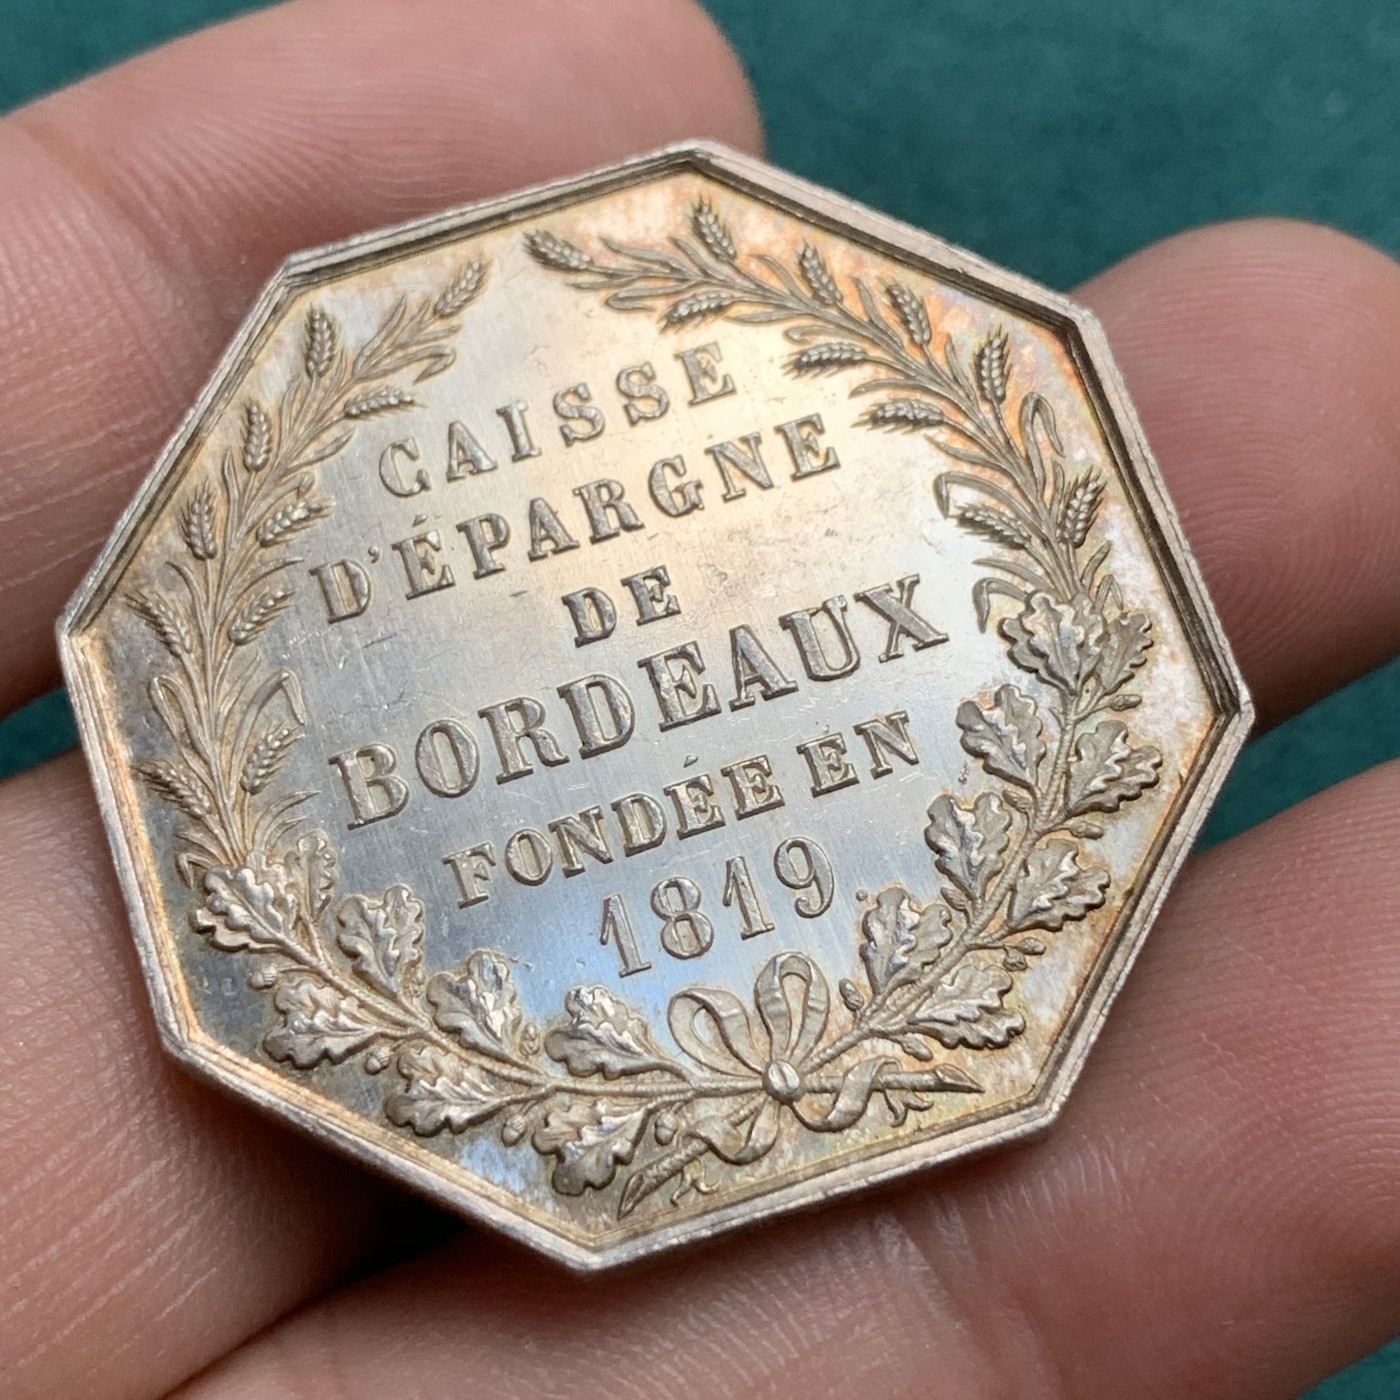 CAISSE
D'ÉPARGNE
DE
BORDEAUX
FONDÉE EN
1819